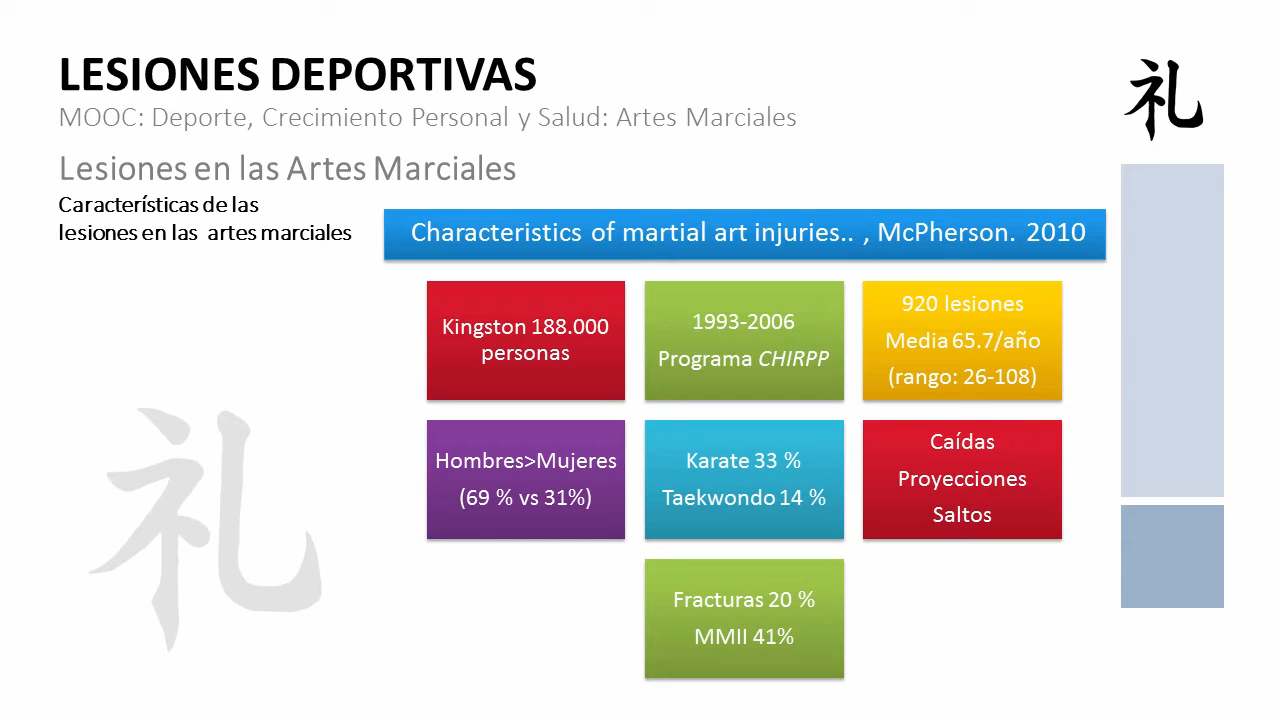 LESIONES DEPORTIVAS
MOOC: Deporte, Crecimiento Personal y Salud: Artes Marciales
礼
Lesiones en las Artes Marciales
Características de las
lesiones en las artes marciales
Characteristics of martial art injuries.. , McPherson. 2010
Kingston 188.000
personas
1993-2006
Programa CHIRPP
920 lesiones
Media 65.7/año
(rango: 26-108)
Hombres>Mujeres
(69 % vs 31%)
Karate 33 %
Taekwondo 14 %
Caídas
Proyecciones
Saltos
Fracturas 20 %
MMII 41%
礼